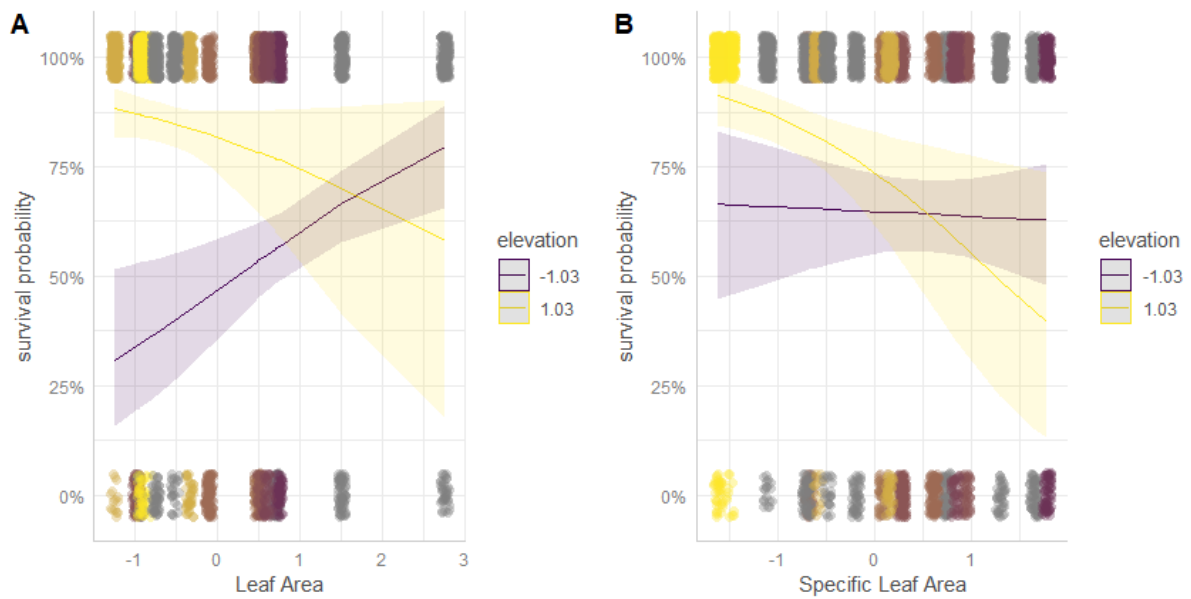 A
100%
75%
50%
25%
0%
survival probability
-1
0
1
2
3
Leaf Area
elevation
-1.03
1.03
B
100%
75%
50%
25%
0%
survival probability
-1
0
1
Specific Leaf Area
elevation
-1.03
1.03